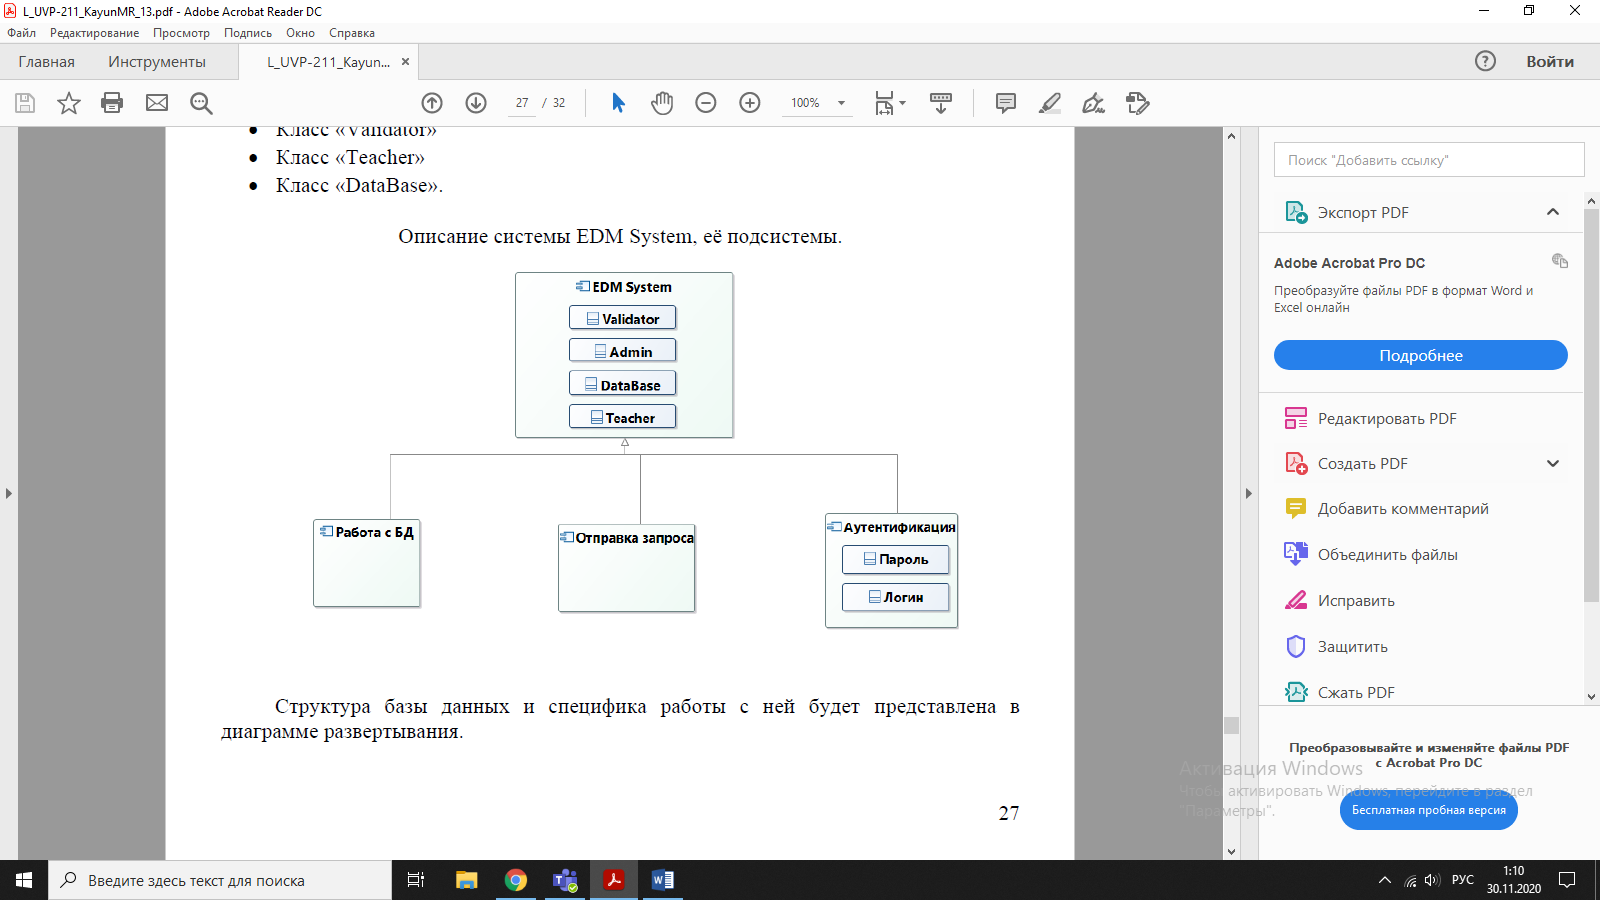 L_UVP-211_KayunMR_13.pdf - Adobe Acrobat Reader DC
Файл Редактирование Просмотр Подпись Окно Справка
Главная Инструменты L_UVP-211_Kayun... × Войти
27 / 32 100%
Класс «Validator»
Класс «Teacher»
Класс «DataBase».
Описание системы EDM System, её подсистемы.
EDM System
Validator
Admin
DataBase
Teacher
Работа с БД
Отправка запроса
Аутентификация
Пароль
Логин
Структура базы данных и специфика работы с ней будет представлена в
диаграмме развертывания.
27
Поиск "Добавить ссылку"
Экспорт PDF
Adobe Acrobat Pro DC
Преобразуйте файлы PDF в формат Word и
Excel онлайн
Подробнее
Редактировать PDF
Создать PDF
Добавить комментарий
Объединить файлы
Исправить
Защитить
Сжать PDF
Преобразовывайте и изменяйте файлы PDF
с Acrobat Pro DC
Бесплатная пробная версия
Активация Windows
Чтобы активировать Windows, перейдите в раздел
"Параметры".
Введите здесь текст для поиска
РУС
1:10
30.11.2020